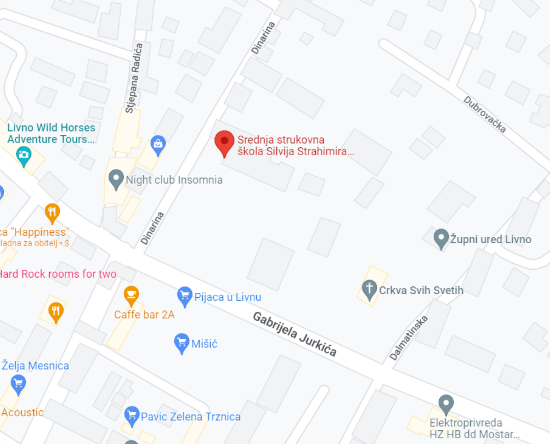 Dinarina
Stjepana Radića
Dubrovačka
Livno Wild Horses
Adventure Tours...
Srednja strukovna
škola Silvija Strahimira...
Night club Insomnia
Dinarina
ca "Happiness"
ladna za obitelj • Š
Župni ured Livno
Hard Rock rooms for two
Crkva Svih Svetih
Pijaca u Livnu
Caffe bar 2A
Gabrijela Jurkića
Mišić
Dalmatinska
Želja Mesnica
Acoustic
Pavic Zelena Trznica
Elektroprivreda
HZ HB dd Mostar...